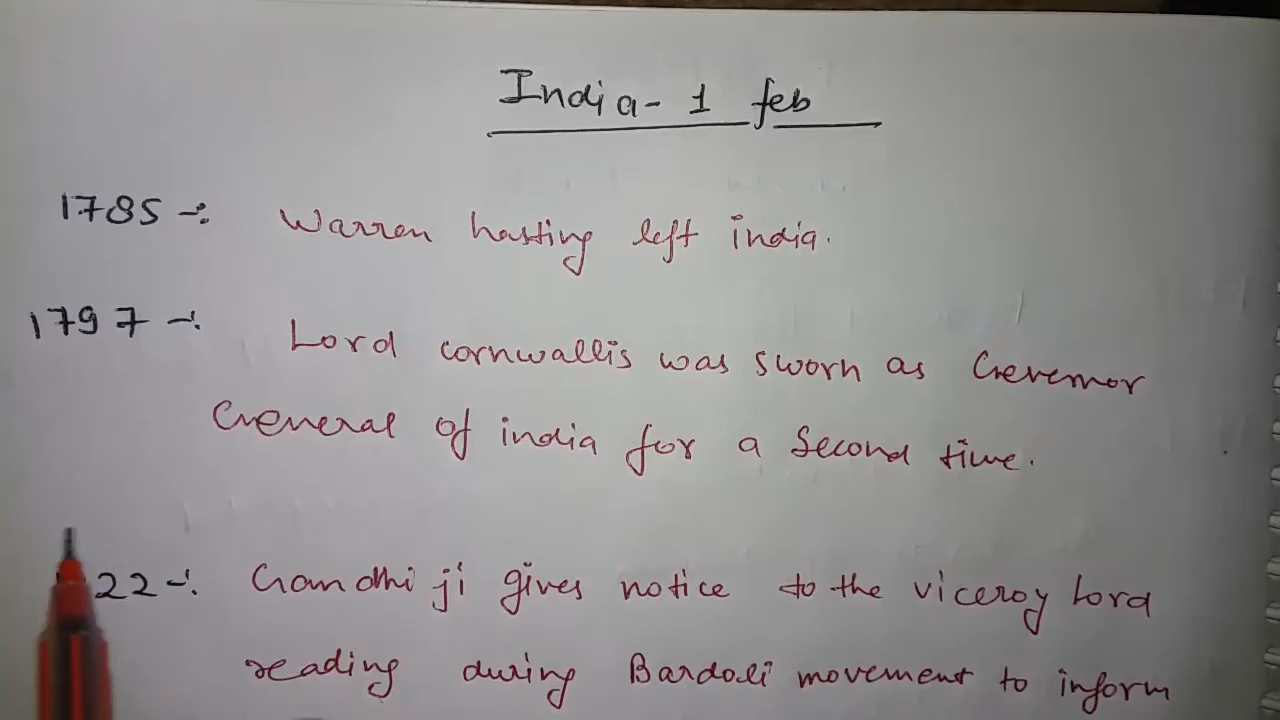 India - 1 feb
1785 -: Warren hasting left india.
1797 -: Lord cornwallis was sworn as Gevernor
General of india for a Second time.
22 -: Gandhi ji gives notice to the viceroy Lord
reading during Bardoli movement to inform